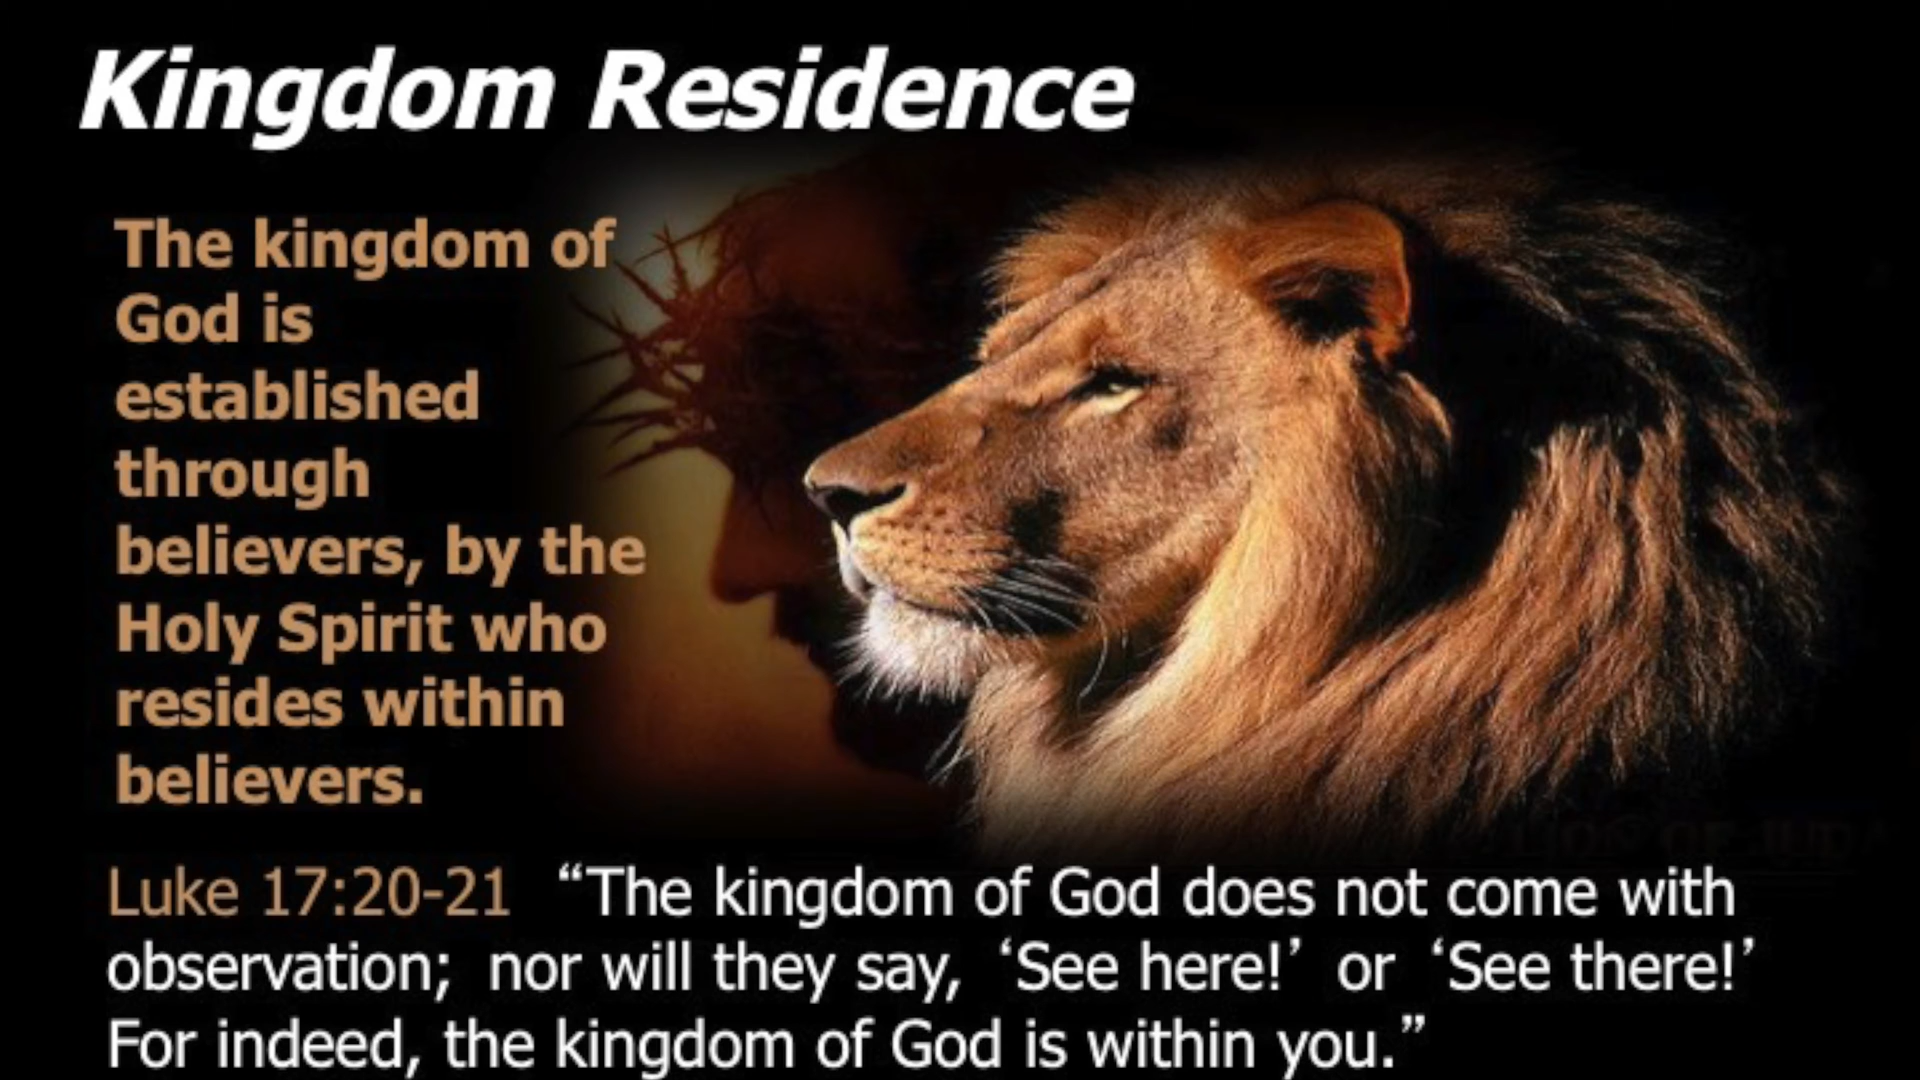 Kingdom Residence
The kingdom of
God is
established
through
believers, by the
Holy Spirit who
resides within
believers.
Luke 17:20-21 “The kingdom of God does not come with
observation; nor will they say, ‘See here!’ or ‘See there!’
For indeed, the kingdom of God is within you.”